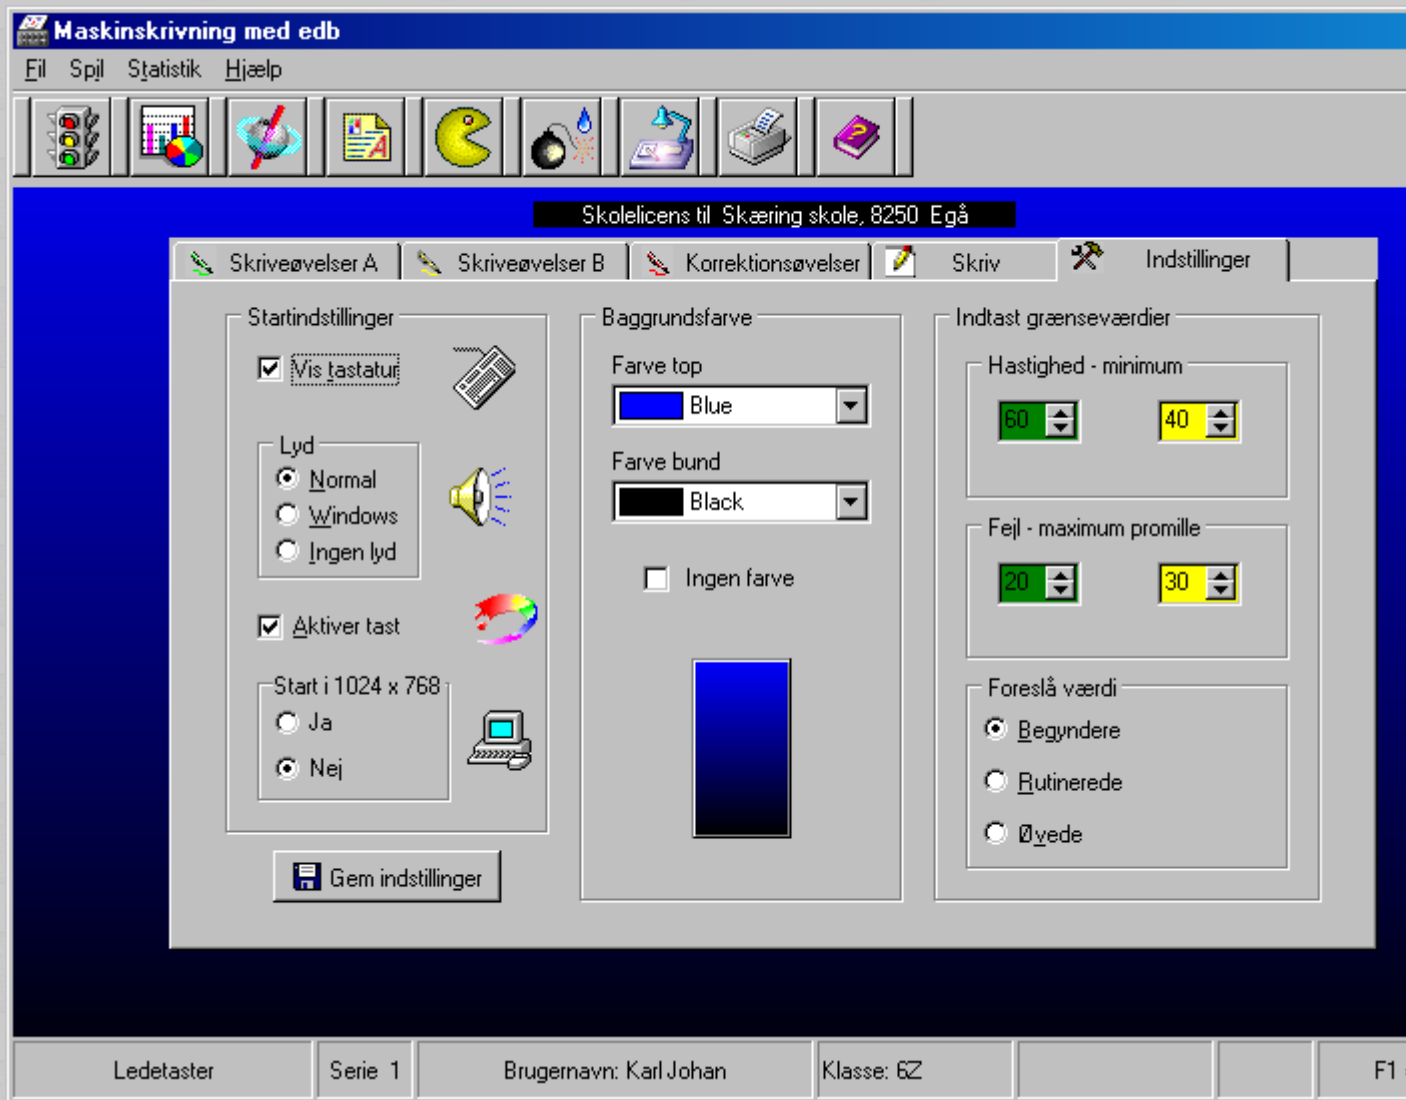 Maskinskrivning med edb
Fil Spil Statistik Hjælp
Skolelicens til Skæring skole, 8250 Egå
Skriveøvelser A Skriveøvelser B Korrektionsøvelser Skriv Indstillinger
Startindstillinger
Vis tastatur
Lyd
Normal
Windows
Ingen lyd
Aktiver tast
Start i 1024 x 768
Ja
Nej
Gem indstillinger
Baggrundsfarve
Farve top
Blue
Farve bund
Black
Ingen farve
Indtast grænseværdier
Hastighed - minimum
60 40
Fejl - maximum promille
20 30
Foreslå værdi
Begyndere
Rutinerede
Øvede
Ledetaster Serie 1 Brugernavn: Karl Johan Klasse: 6Z F1